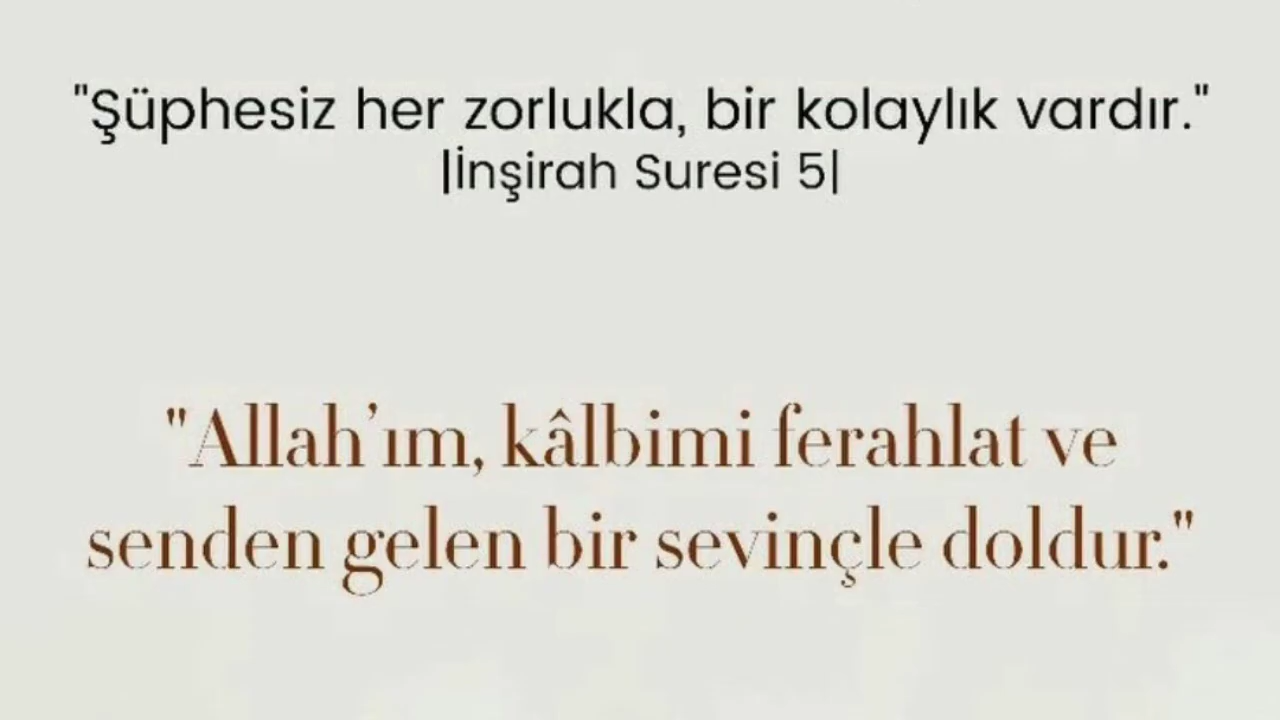 "Şüphesiz her zorlukla, bir kolaylık vardır."
|İnşirah Suresi 5|
"Allah'ım, kâlbimi ferahlat ve
senden gelen bir sevinçle doldur."